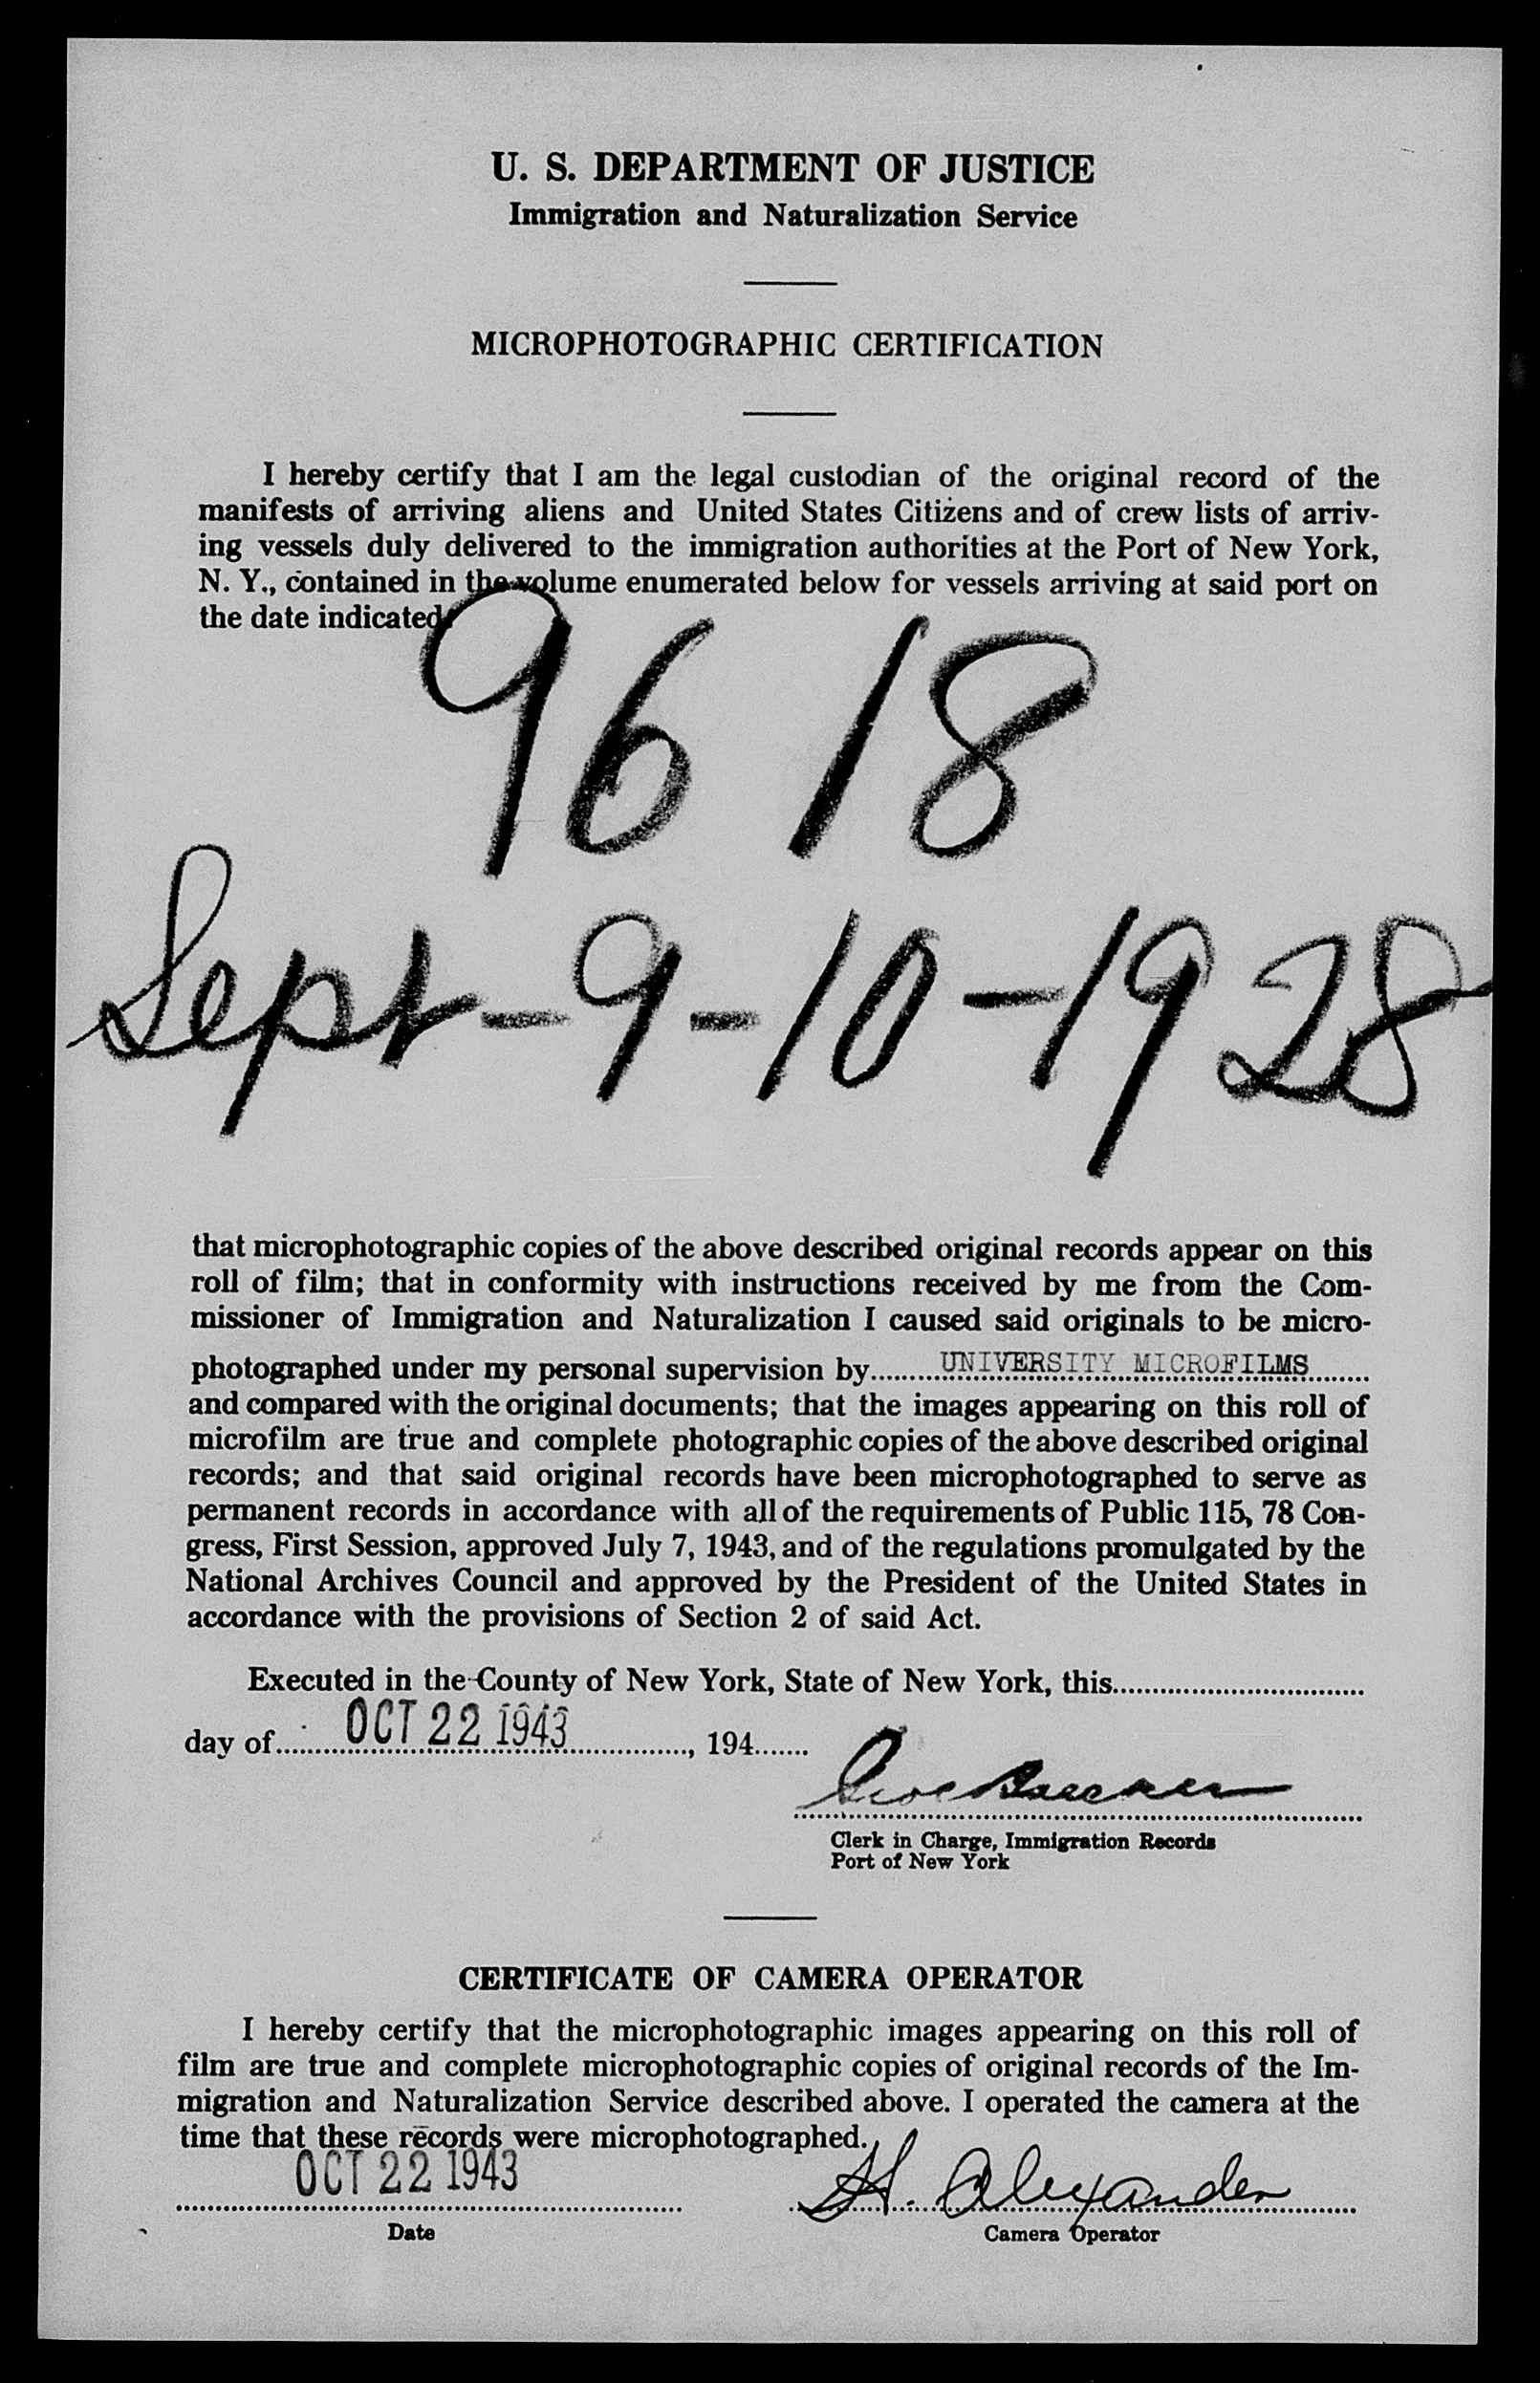 U. S. DEPARTMENT OF JUSTICE
Immigration and Naturalization Service
MICROPHOTOGRAPHIC CERTIFICATION
I hereby certify that I am the legal custodian of the original record of the
manifests of arriving aliens and United States Citizens and of crew lists of arriv-
ing vessels duly delivered to the immigration authorities at the Port of New York,
N. Y., contained in the volume enumerated below for vessels arriving at said port on
the date indicated
9618
Sept-9-10-1928
that microphotographic copies of the above described original records appear on this
roll of film; that in conformity with instructions received by me from the Com-
missioner of Immigration and Naturalization I caused said originals to be micro-
photographed under my personal supervision by UNIVERSITY MICROFILMS
and compared with the original documents; that the images appearing on this roll of
microfilm are true and complete photographic copies of the above described original
records; and that said original records have been microphotographed to serve as
permanent records in accordance with all of the requirements of Public 115, 78 Con-
gress, First Session, approved July 7, 1943, and of the regulations promulgated by the
National Archives Council and approved by the President of the United States in
accordance with the provisions of Section 2 of said Act.
Executed in the County of New York, State of New York, this
day of OCT 22 1943, 194
Clerk in Charge, Immigration Records
Port of New York
CERTIFICATE OF CAMERA OPERATOR
I hereby certify that the microphotographic images appearing on this roll of
film are true and complete microphotographic copies of original records of the Im-
migration and Naturalization Service described above. I operated the camera at the
time that these records were microphotographed.
OCT 22 1943 H. Alexander
Date Camera Operator